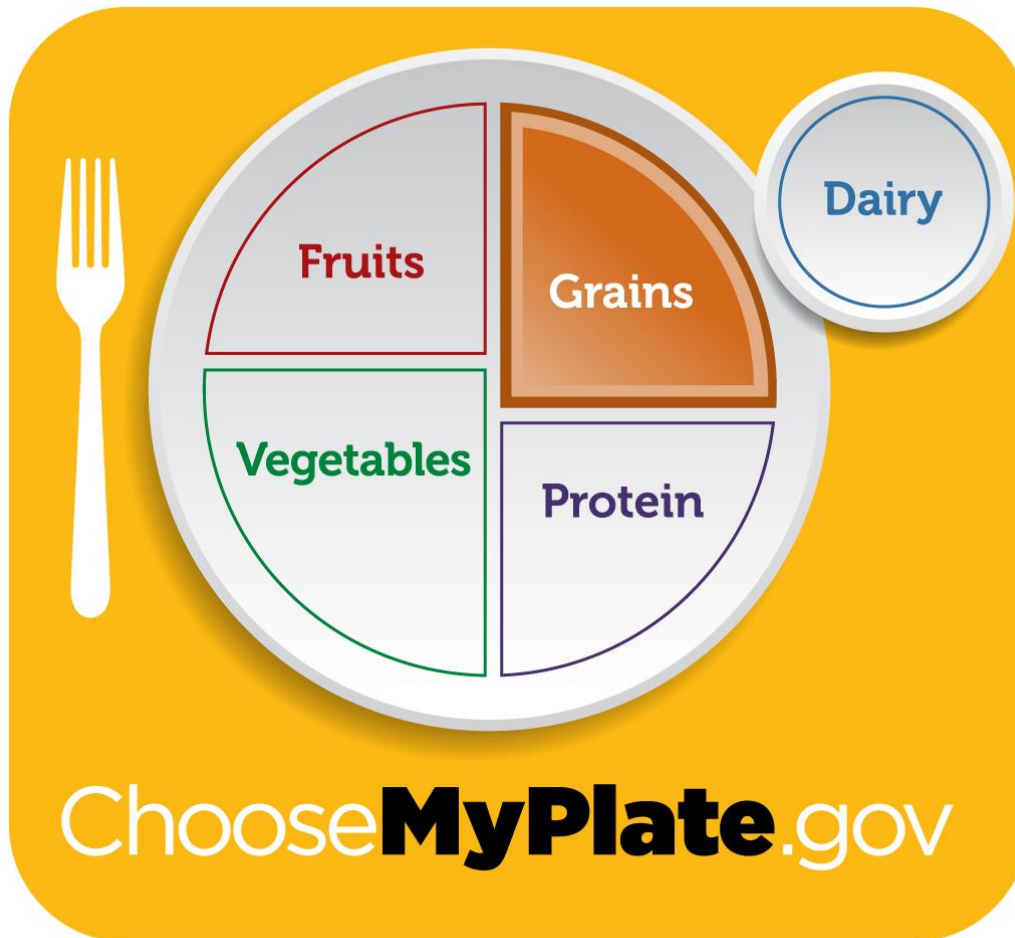 Fruits
Grains
Dairy
Vegetables
Protein
ChooseMyPlate.gov